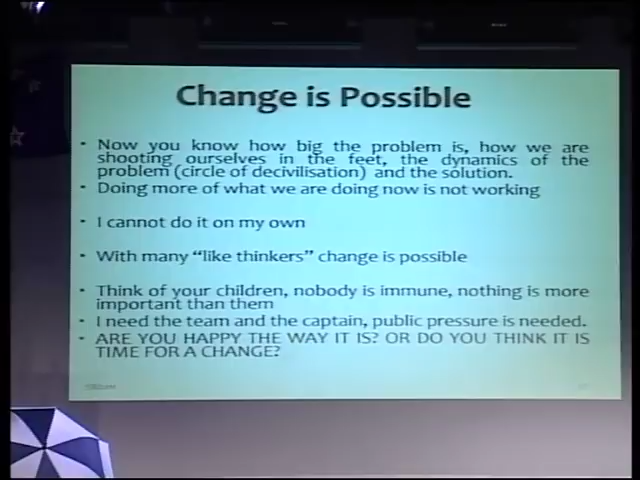 Change is Possible
• Now you know how big the problem is, how we are
shooting ourselves in the feet, the dynamics of the
problem (circle of decivilisation) and the solution.
• Doing more of what we are doing now is not working
• I cannot do it on my own
• With many “like thinkers” change is possible
• Think of your children, nobody is immune, nothing is more
important than them
• I need the team and the captain, public pressure is needed.
• ARE YOU HAPPY THE WAY IT IS? OR DO YOU THINK IT IS
TIME FOR A CHANGE?